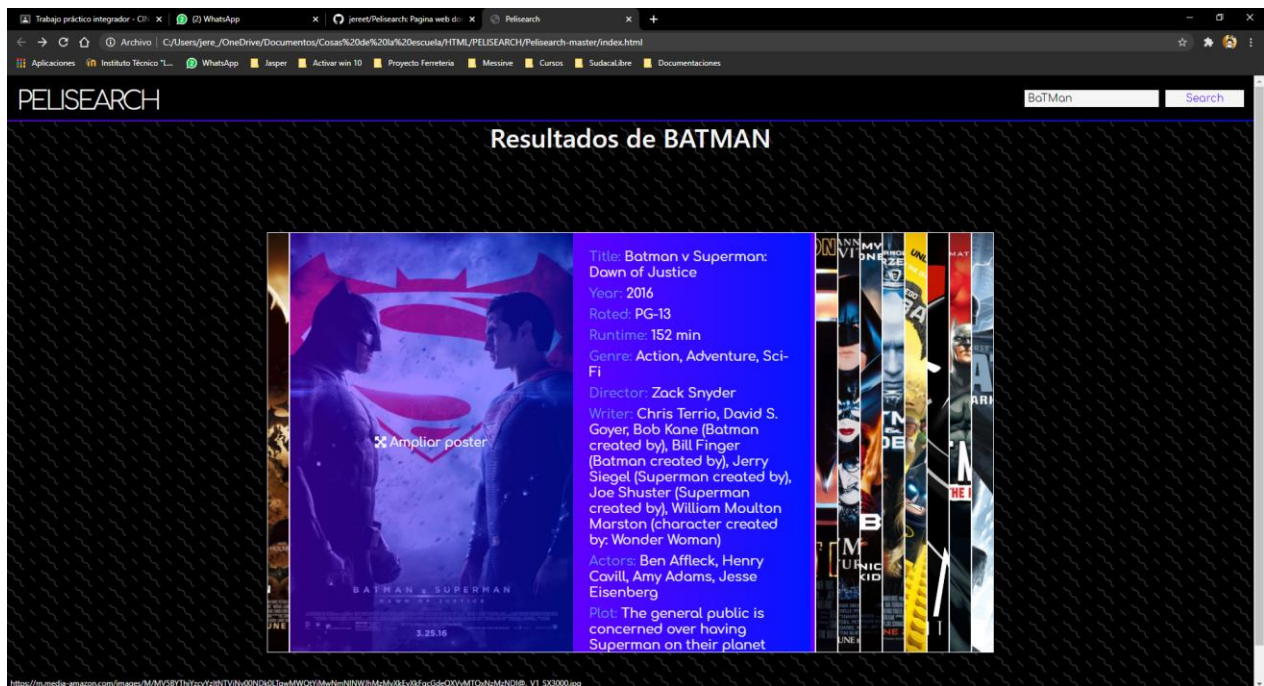 Trabajo práctico integrador - CIN
(2) WhatsApp
jereet/Pelisearch: Pagina web do
Pelisearch
Archivo | C:/Users/jere_/OneDrive/Documentos/Cosas%20de%20la%20escuela/HTML/PELISEARCH/Pelisearch-master/index.html
Aplicaciones
Instituto Técnico "L...
WhatsApp
Jasper
Activar win 10
Proyecto Ferreteria
Messirve
Cursos
SudacaLibre
Documentaciones
PELISEARCH
BaTMan
Search
Resultados de BATMAN
Ampliar poster
BATMAN v SUPERMAN
DAWN OF JUSTICE
3.25.16
Title: Batman v Superman:
Dawn of Justice
Year: 2016
Rated: PG-13
Runtime: 152 min
Genre: Action, Adventure, Sci-
Fi
Director: Zack Snyder
Writer: Chris Terrio, David S.
Goyer, Bob Kane (Batman
created by), Bill Finger
(Batman created by), Jerry
Siegel (Superman created by),
Joe Shuster (Superman
created by), William Moulton
Marston (character created
by: Wonder Woman)
Actors: Ben Affleck, Henry
Cavill, Amy Adams, Jesse
Eisenberg
Plot: The general public is
concerned over having
Superman on their planet